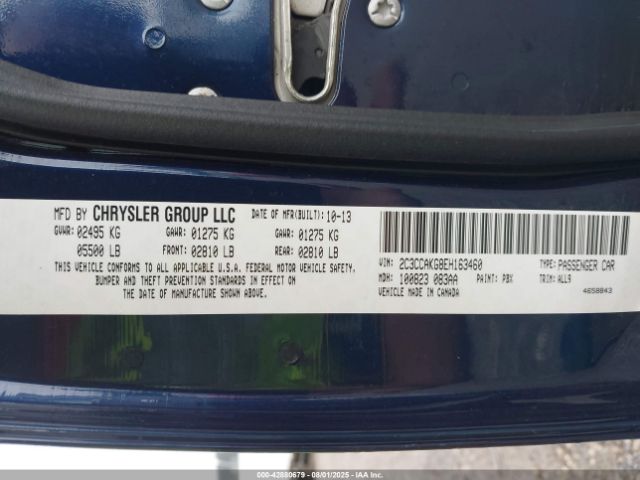 MFD BY CHRYSLER GROUP LLC DATE OF MFR(BUILT): 10-13
GVWR: 02495 KG GAWR: 01275 KG GAWR: 01275 KG
05500 LB FRONT: 02810 LB REAR: 02810 LB
THIS VEHICLE CONFORMS TO ALL APPLICABLE U.S.A. FEDERAL MOTOR VEHICLE SAFETY,
BUMPER AND THEFT PREVENTION STANDARDS IN EFFECT ON
THE DATE OF MANUFACTURE SHOWN ABOVE.
VIN: 2C3CCAKG8EH163460 TYPE: PASSENGER CAR
MDH: 100823 083AA PAINT: PBX TRIM: ALL9
VEHICLE MADE IN CANADA 4658843
000-42880679 - 08/01/2025 - IAAI.COM